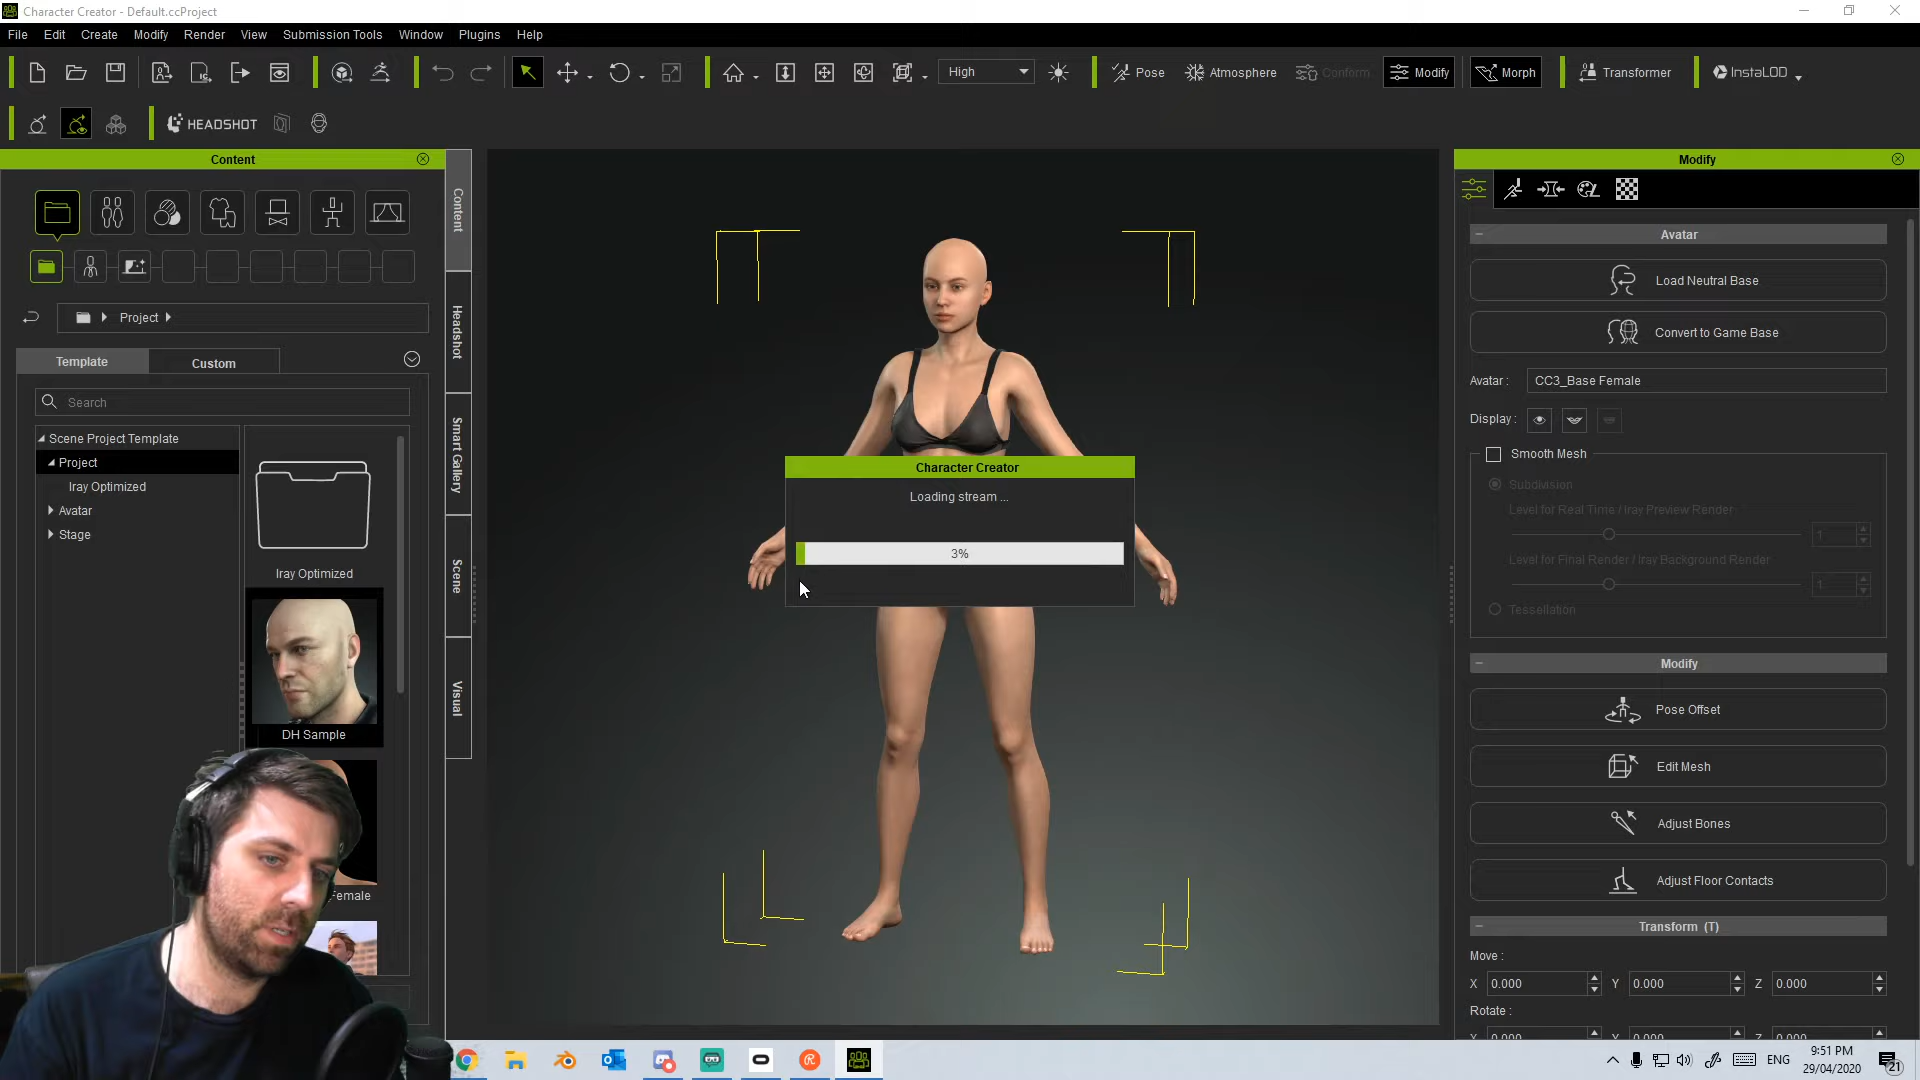 Character Creator - Default.ccProject
File Edit Create Modify Render View Submission Tools Window Plugins Help
High Pose Atmosphere Conform Modify Morph Transformer InstaLOD
HEADSHOT
Content
Modify
Content
Headshot
Smart Gallery
Scene
Visual
Project
Template Custom
Search
Scene Project Template
Project
Iray Optimized
Avatar
Stage
Iray Optimized
DH Sample
Female
Character Creator
Loading stream ...
3%
Avatar
Load Neutral Base
Convert to Game Base
Avatar : CC3_Base Female
Display :
Smooth Mesh
Subdivision
Level for Real Time / Iray Preview Render
1
Level for Final Render / Iray Background Render
1
Tessellation
Modify
Pose Offset
Edit Mesh
Adjust Bones
Adjust Floor Contacts
Transform (T)
Move :
X 0.000 Y 0.000 Z 0.000
Rotate :
ENG
9:51 PM
29/04/2020
21